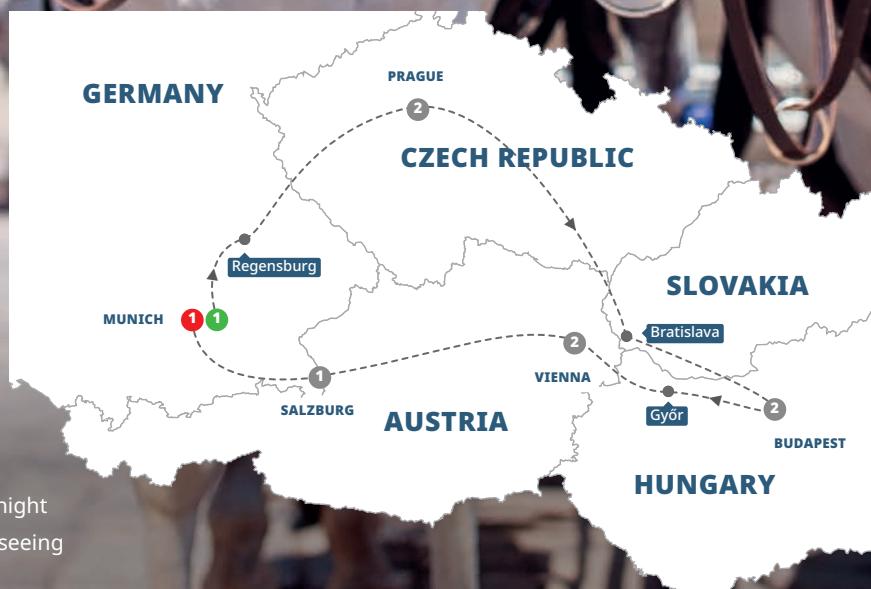 GERMANY
PRAGUE
2
CZECH REPUBLIC
Regensburg
SLOVAKIA
MUNICH 1 1
Bratislava
2
VIENNA
1
SALZBURG
AUSTRIA
Győr
2
BUDAPEST
HUNGARY
seeing